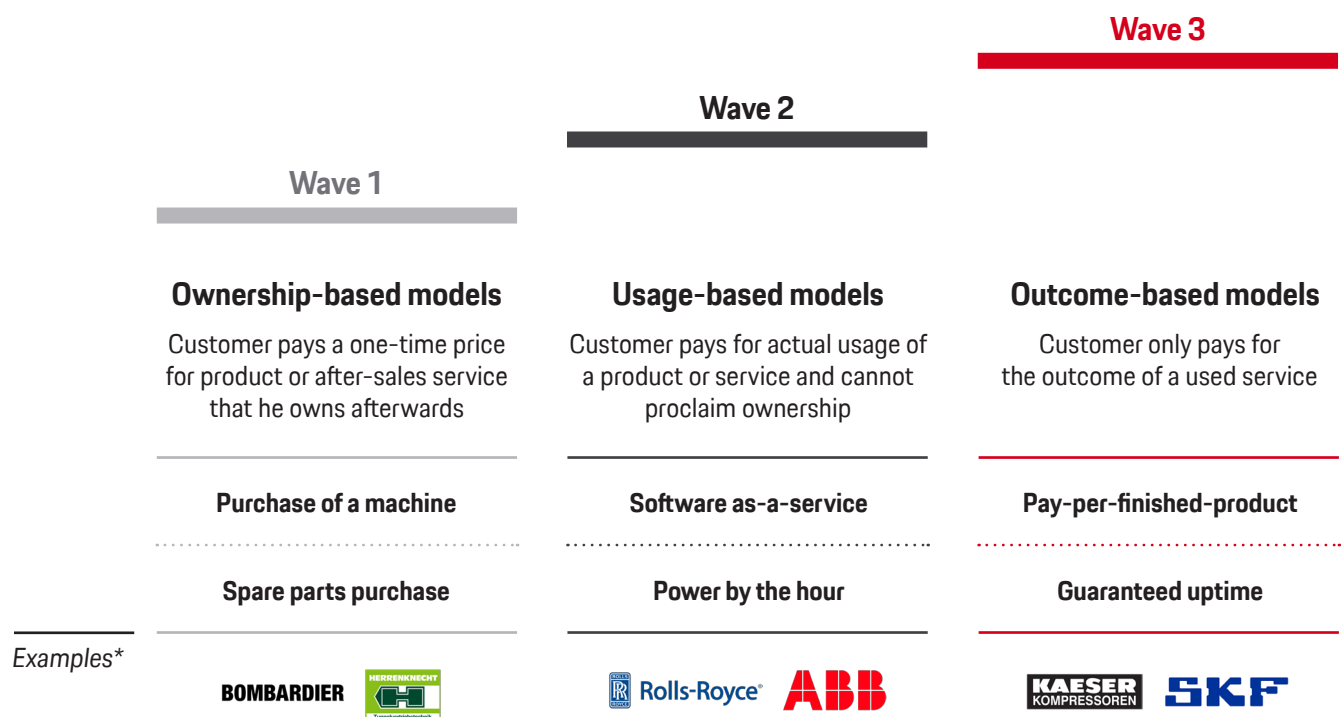 Wave 1
Ownership-based models
Customer pays a one-time price
for product or after-sales service
that he owns afterwards
Purchase of a machine
Spare parts purchase
Wave 2
Usage-based models
Customer pays for actual usage of
a product or service and cannot
proclaim ownership
Software as-a-service
Power by the hour
Wave 3
Outcome-based models
Customer only pays for
the outcome of a used service
Pay-per-finished-product
Guaranteed uptime
Examples*
BOMBARDIER
HERRENKNECHT
ROLLS
RR
ROYCE
Rolls-Royce®
ABB
KAESER
KOMPRESSOREN
SKF